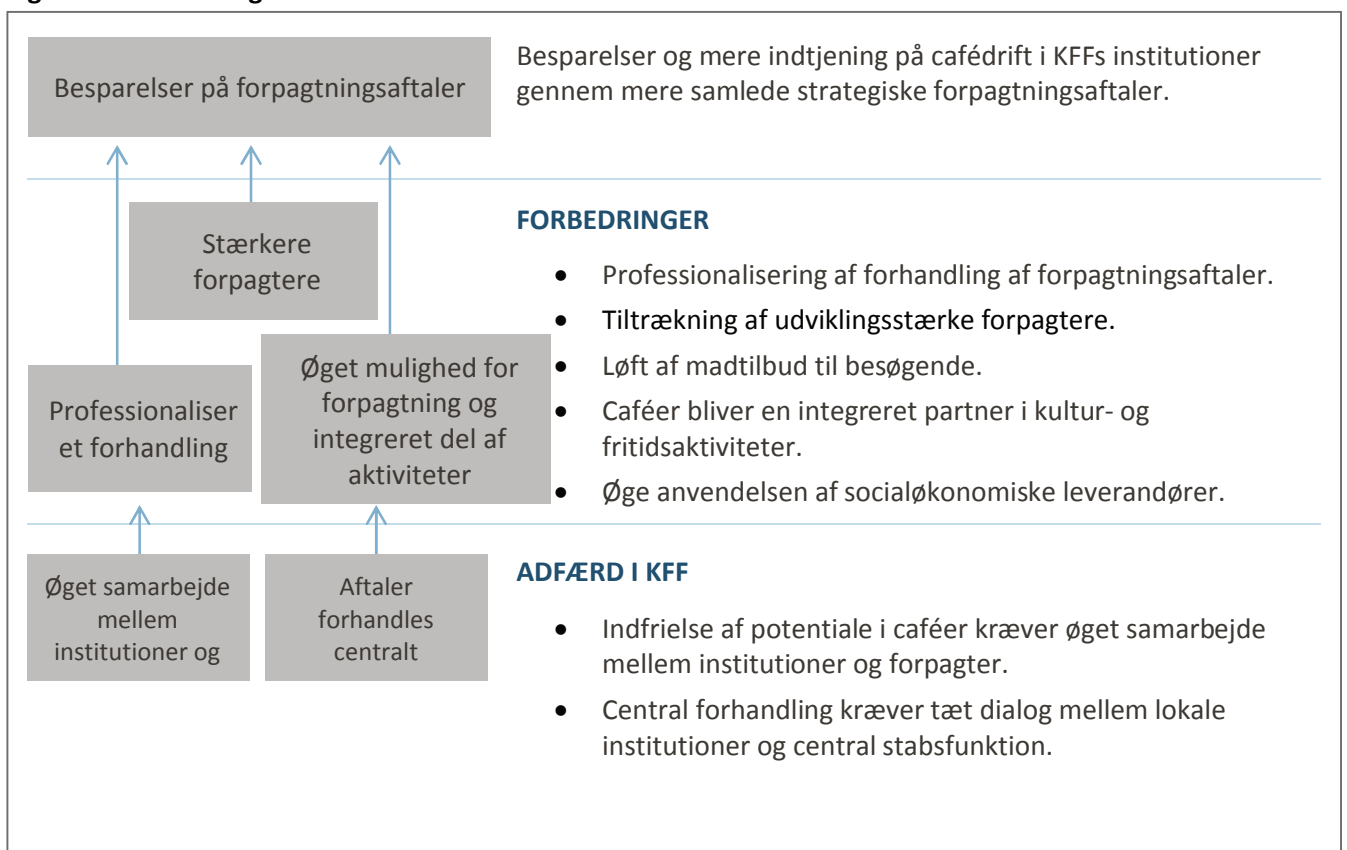 Besparelser på forpagtningsaftaler
Besparelser og mere indtjening på cafédrift i KFFs institutioner
gennem mere samlede strategiske forpagtningsaftaler.
Stærkere
forpagtere
Professionaliser
et forhandling
Øget mulighed for
forpagtning og
integreret del af
aktiviteter
FORBEDRINGER
• Professionalisering af forhandling af forpagtningsaftaler.
• Tiltrækning af udviklingsstærke forpagtere.
• Løft af madtilbud til besøgende.
• Caféer bliver en integreret partner i kultur- og
fritidsaktiviteter.
• Øge anvendelsen af socialøkonomiske leverandører.
Øget samarbejde
mellem
institutioner og
Aftaler
forhandles
centralt
ADFÆRD I KFF
• Indfrielse af potentiale i caféer kræver øget samarbejde
mellem institutioner og forpagter.
• Central forhandling kræver tæt dialog mellem lokale
institutioner og central stabsfunktion.